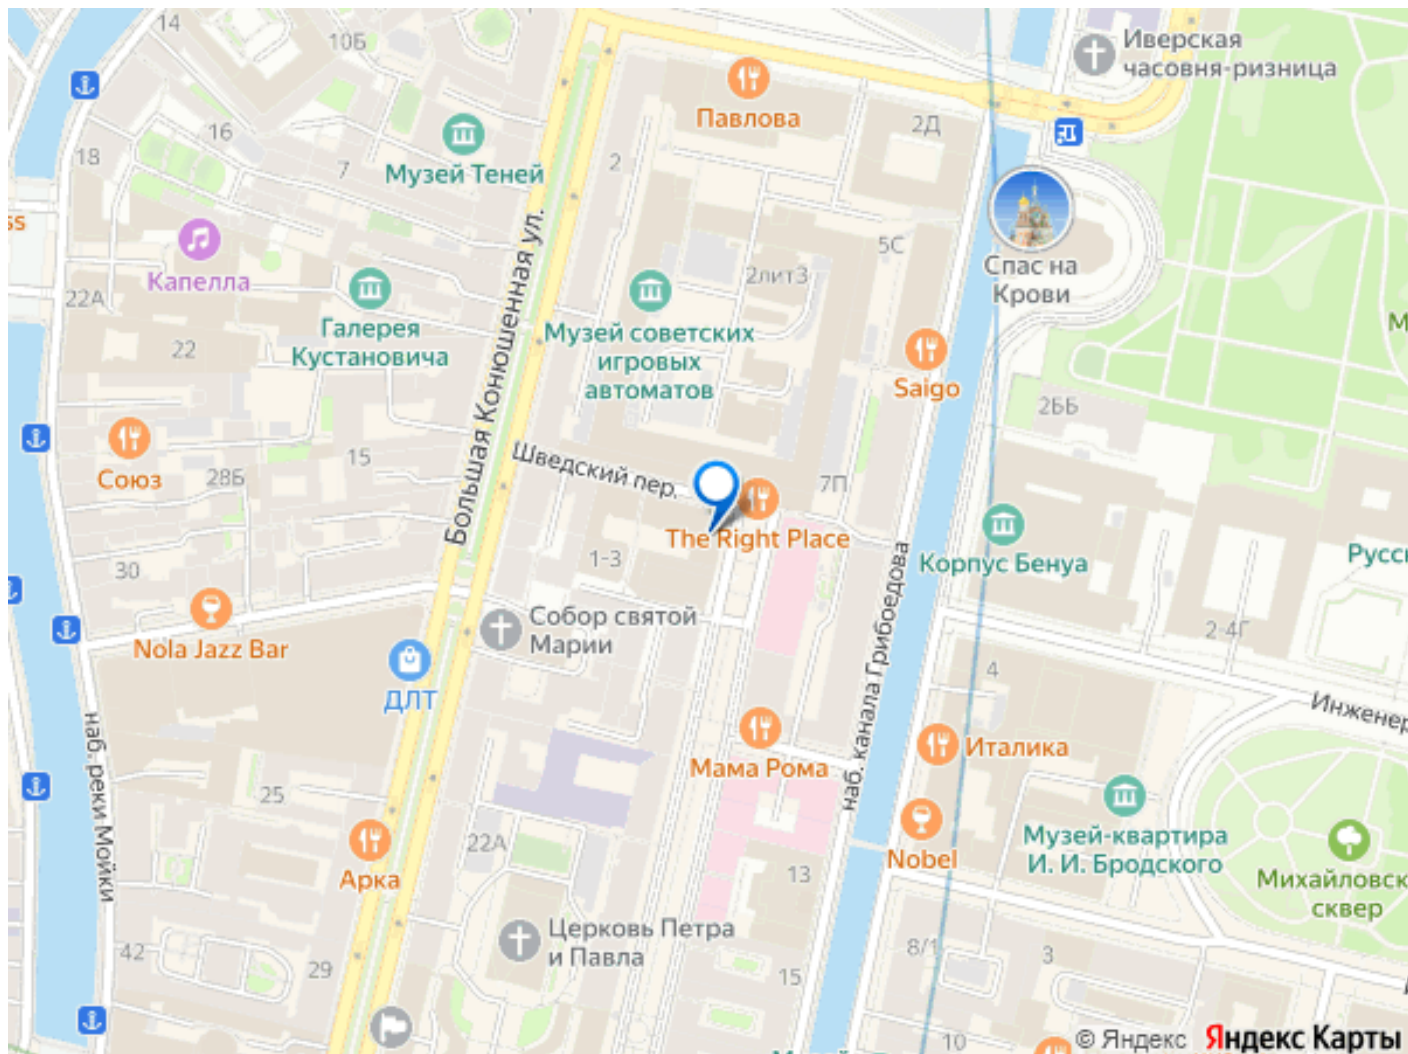 14
10Б
Иверская
часовня-ризница
Павлова
2Д
16
18
7
Музей Теней
2
ss
Капелла
22А
Галерея
Кустановича
22
Большая Конюшенная ул.
5С
2лит3
Спас на
Крови
Музей советских
игровых
автоматов
Saigo
М
2ББ
Союз
28Б
15
Шведский пер.
7П
The Right Place
Корпус Бенуа
Русс
30
1-3
Nola Jazz Bar
Собор святой
Марии
ДЛТ
наб. канала Грибоедова
2-4Г
4
Инженер
наб. реки Мойки
Мама Рома
Италика
25
22А
Арка
13
Nobel
Музей-квартира
И. И. Бродского
Михайловск
сквер
Церковь Петра
и Павла
42
29
15
8/1
3
10
© Яндекс Яндекс Карты